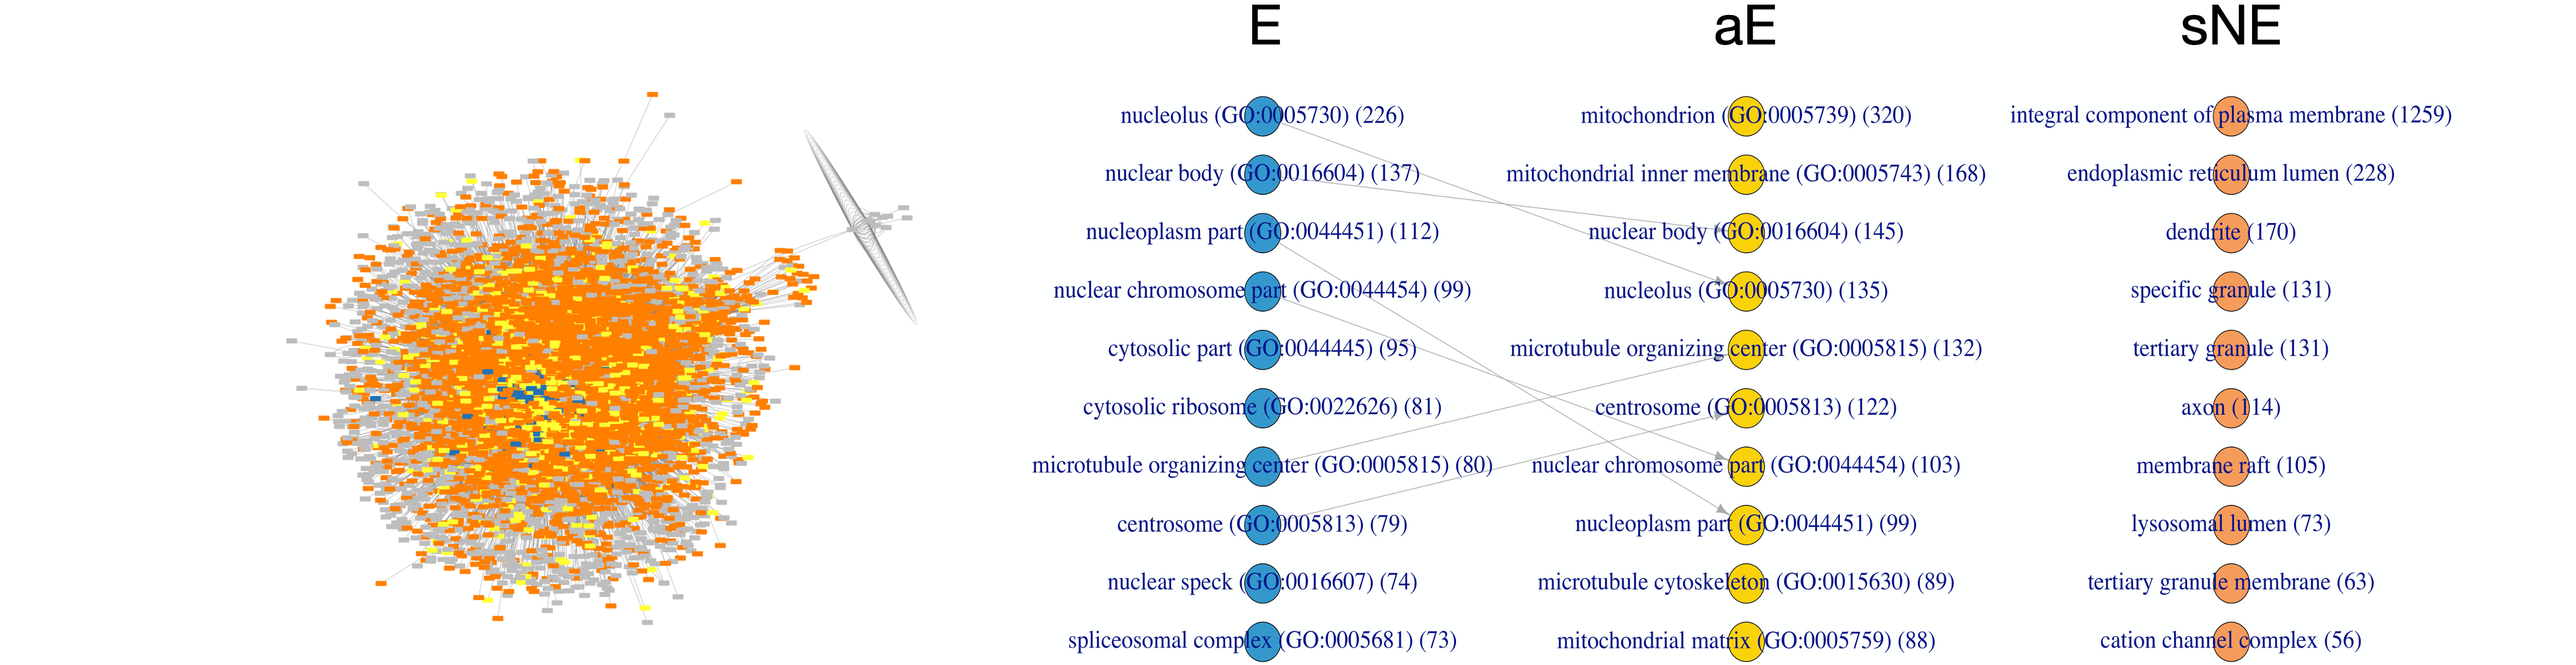 E
aE
sNE
nucleolus (GO:0005730) (226)
mitochondrion (GO:0005739) (320)
integral component of plasma membrane (1259)
nuclear body (GO:0016604) (137)
mitochondrial inner membrane (GO:0005743) (168)
endoplasmic reticulum lumen (228)
nucleoplasm part (GO:0044451) (112)
nuclear body (GO:0016604) (145)
dendrite (170)
nuclear chromosome part (GO:0044454) (99)
nucleolus (GO:0005730) (135)
specific granule (131)
cytosolic part (GO:0044445) (95)
microtubule organizing center (GO:0005815) (132)
tertiary granule (131)
cytosolic ribosome (GO:0022626) (81)
centrosome (GO:0005813) (122)
axon (114)
microtubule organizing center (GO:0005815) (80)
nuclear chromosome part (GO:0044454) (103)
membrane raft (105)
centrosome (GO:0005813) (79)
nucleoplasm part (GO:0044451) (99)
lysosomal lumen (73)
nuclear speck (GO:0016607) (74)
microtubule cytoskeleton (GO:0015630) (89)
tertiary granule membrane (63)
spliceosomal complex (GO:0005681) (73)
mitochondrial matrix (GO:0005759) (88)
cation channel complex (56)